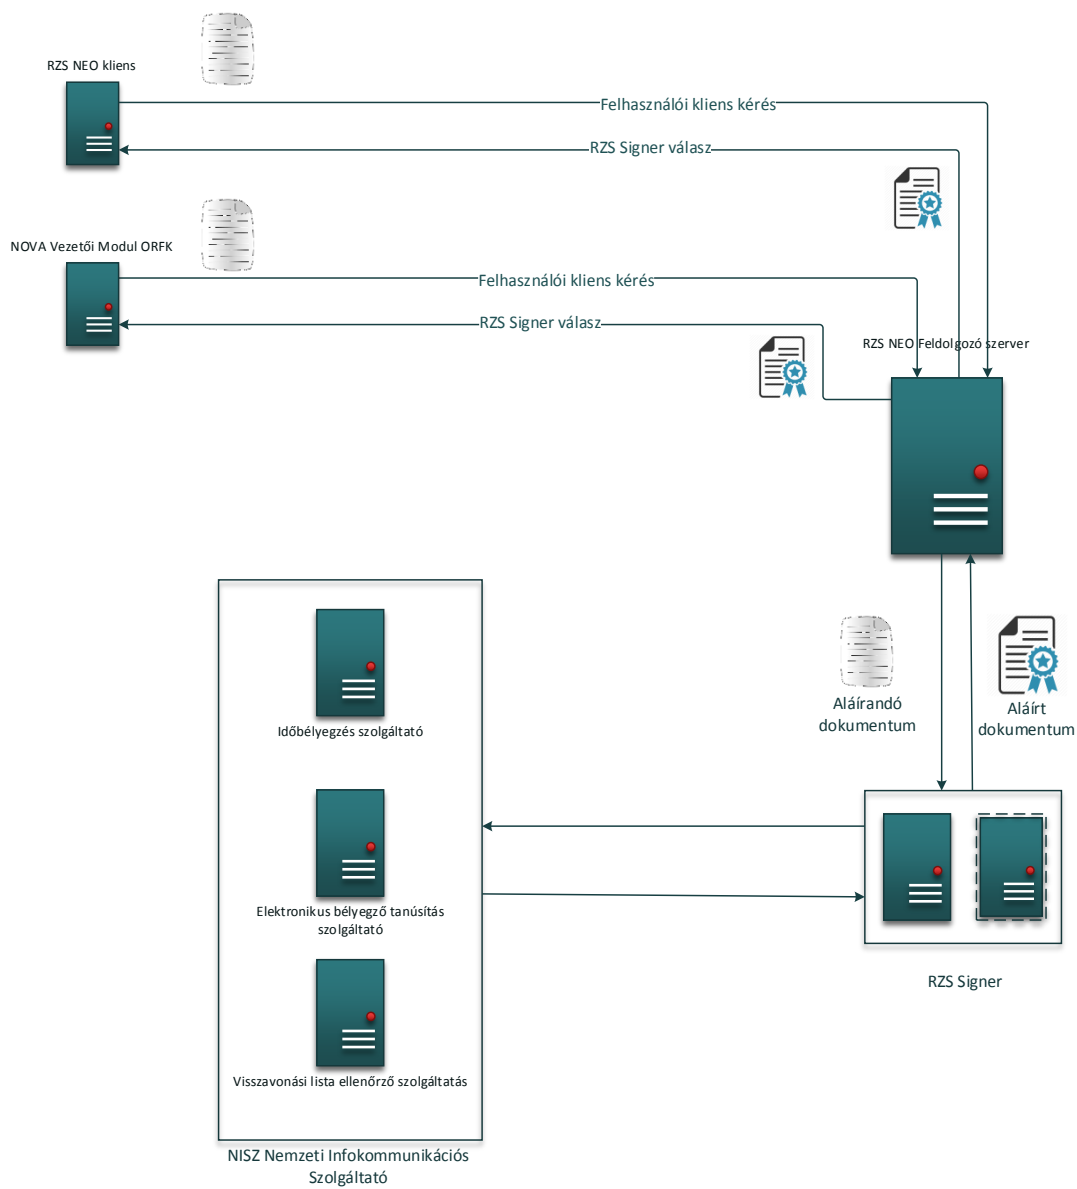 RZS NEO kliens
Felhasználói kliens kérés
RZS Signer válasz
NOVA Vezetői Modul ORFK
Felhasználói kliens kérés
RZS Signer válasz
RZS NEO Feldolgozó szerver
Aláírandó
dokumentum
Aláírt
dokumentum
Időbélyegzés szolgáltató
Elektronikus bélyegző tanúsítás
szolgáltató
RZS Signer
Visszavonási lista ellenőrző szolgáltatás
NISZ Nemzeti Infokommunikációs
Szolgáltató